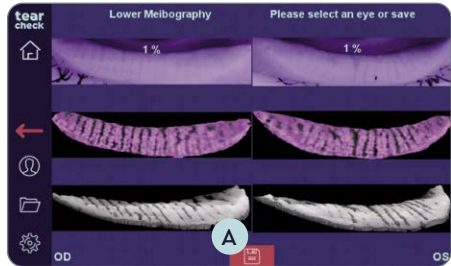 tear
check
Lower Meibography
Please select an eye or save
1 %
1 %
A
OD
OS